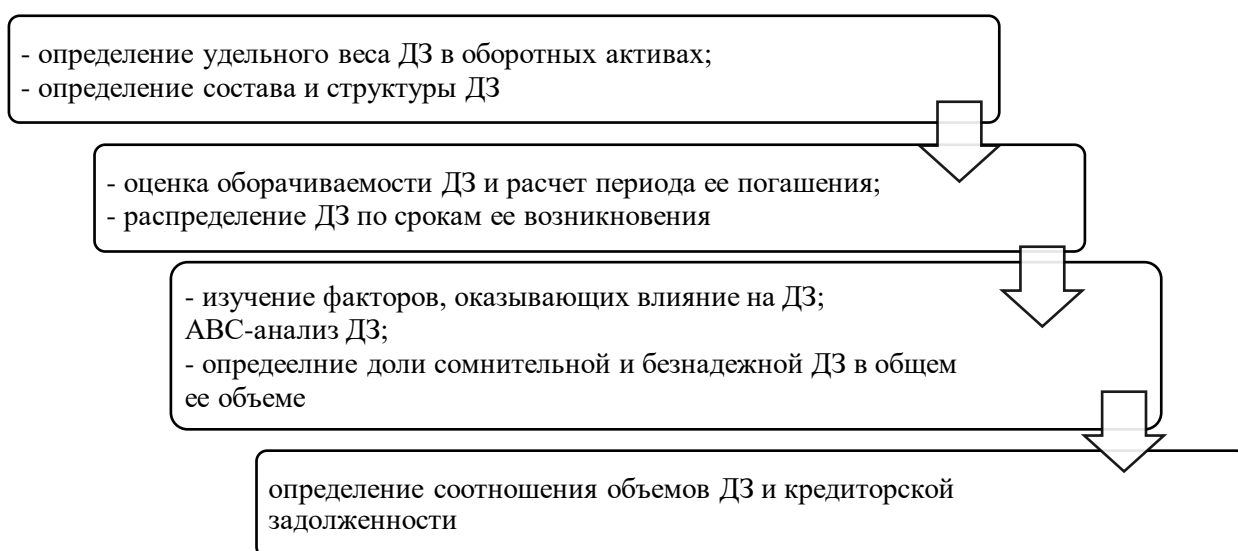 - определение удельного веса ДЗ в оборотных активах;
- определение состава и структуры ДЗ
- оценка оборачиваемости ДЗ и расчет периода ее погашения;
- распределение ДЗ по срокам ее возникновения
- изучение факторов, оказывающих влияние на ДЗ;
АВС-анализ ДЗ;
- опредеелние доли сомнительной и безнадежной ДЗ в общем
ее объеме
определение соотношения объемов ДЗ и кредиторской
задолженности